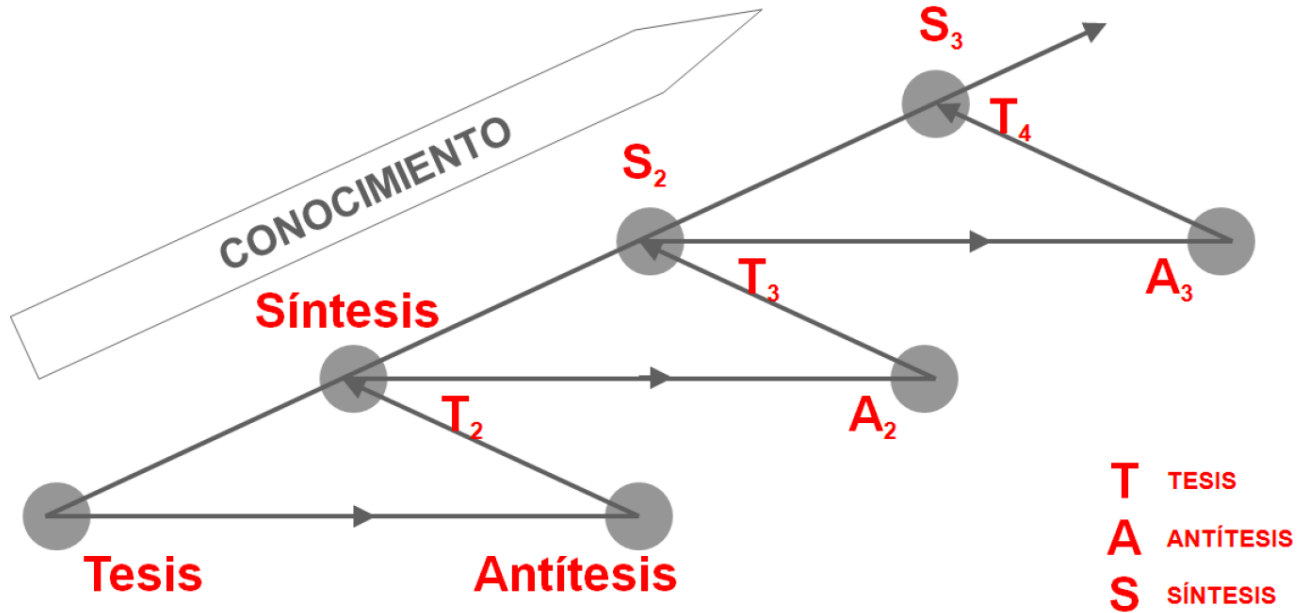 S₃
T₄
CONOCIMIENTO
S₂
T₃
A₃
Síntesis
T₂
A₂
Tesis
Antítesis
T TESIS
A ANTÍTESIS
S SÍNTESIS